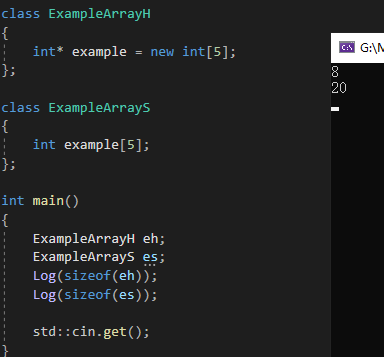 class ExampleArrayH
{
    int* example = new int[5];
};
class ExampleArrayS
{
    int example[5];
};
int main()
{
    ExampleArrayH eh;
    ExampleArrayS es;
    Log(sizeof(eh));
    Log(sizeof(es));
    std::cin.get();
}
C:\ G:\M
8
20